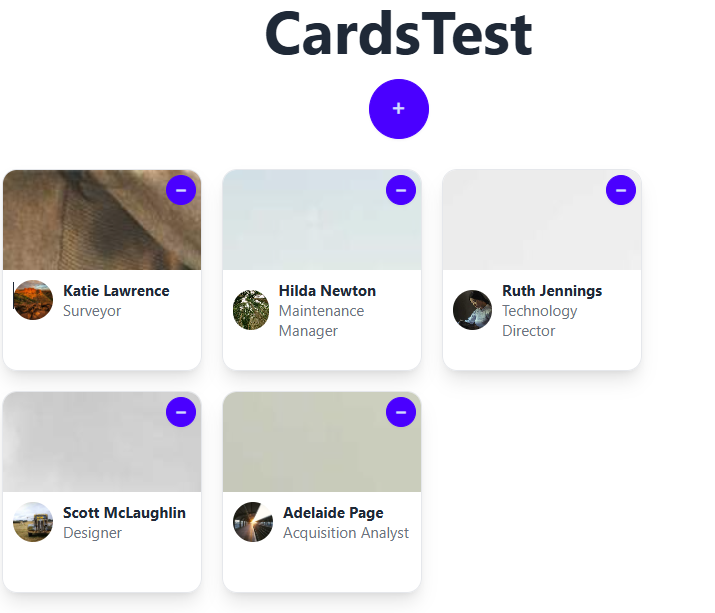 CardsTest
+
−
−
−
Katie Lawrence
Surveyor
Hilda Newton
Maintenance
Manager
Ruth Jennings
Technology
Director
−
−
Scott McLaughlin
Designer
Adelaide Page
Acquisition Analyst